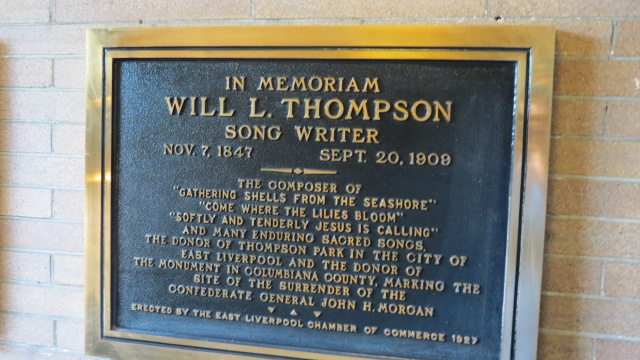 IN MEMORIAM
WILL L. THOMPSON
SONG WRITER
NOV. 7, 1847 SEPT. 20, 1909
THE COMPOSER OF
"GATHERING SHELLS FROM THE SEASHORE"
"COME WHERE THE LILIES BLOOM"
"SOFTLY AND TENDERLY JESUS IS CALLING"
AND MANY ENDURING SACRED SONGS,
THE DONOR OF THOMPSON PARK IN THE CITY OF
EAST LIVERPOOL AND THE DONOR OF
THE MONUMENT IN COLUMBIANA COUNTY, MARKING THE
SITE OF THE SURRENDER OF THE
CONFEDERATE GENERAL JOHN H. MORGAN
ERECTED BY THE EAST LIVERPOOL CHAMBER OF COMMERCE 1927